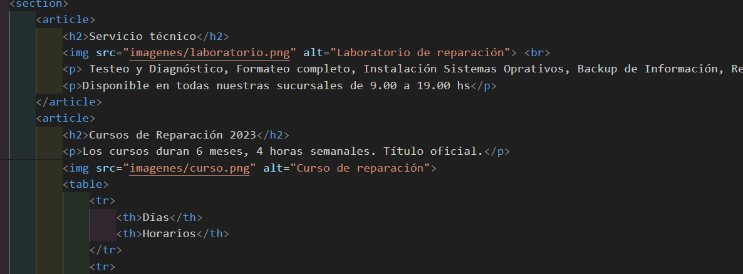 <section>
<article>
<h2>Servicio técnico</h2>
<img src="imagenes/laboratorio.png" alt="Laboratorio de reparación"> <br>
<p> Testeo y Diagnóstico, Formateo completo, Instalación Sistemas Oprativos, Backup de Información,
<p>Disponible en todas nuestras sucursales de 9.00 a 19.00 hs</p>
</article>
<article>
<h2>Cursos de Reparación 2023</h2>
<p>Los cursos duran 6 meses, 4 horas semanales. Título oficial.</p>
<img src="imagenes/curso.png" alt="Curso de reparación">
<table>
<tr>
<th>Días</th>
<th>Horarios</th>
</tr>
<tr>